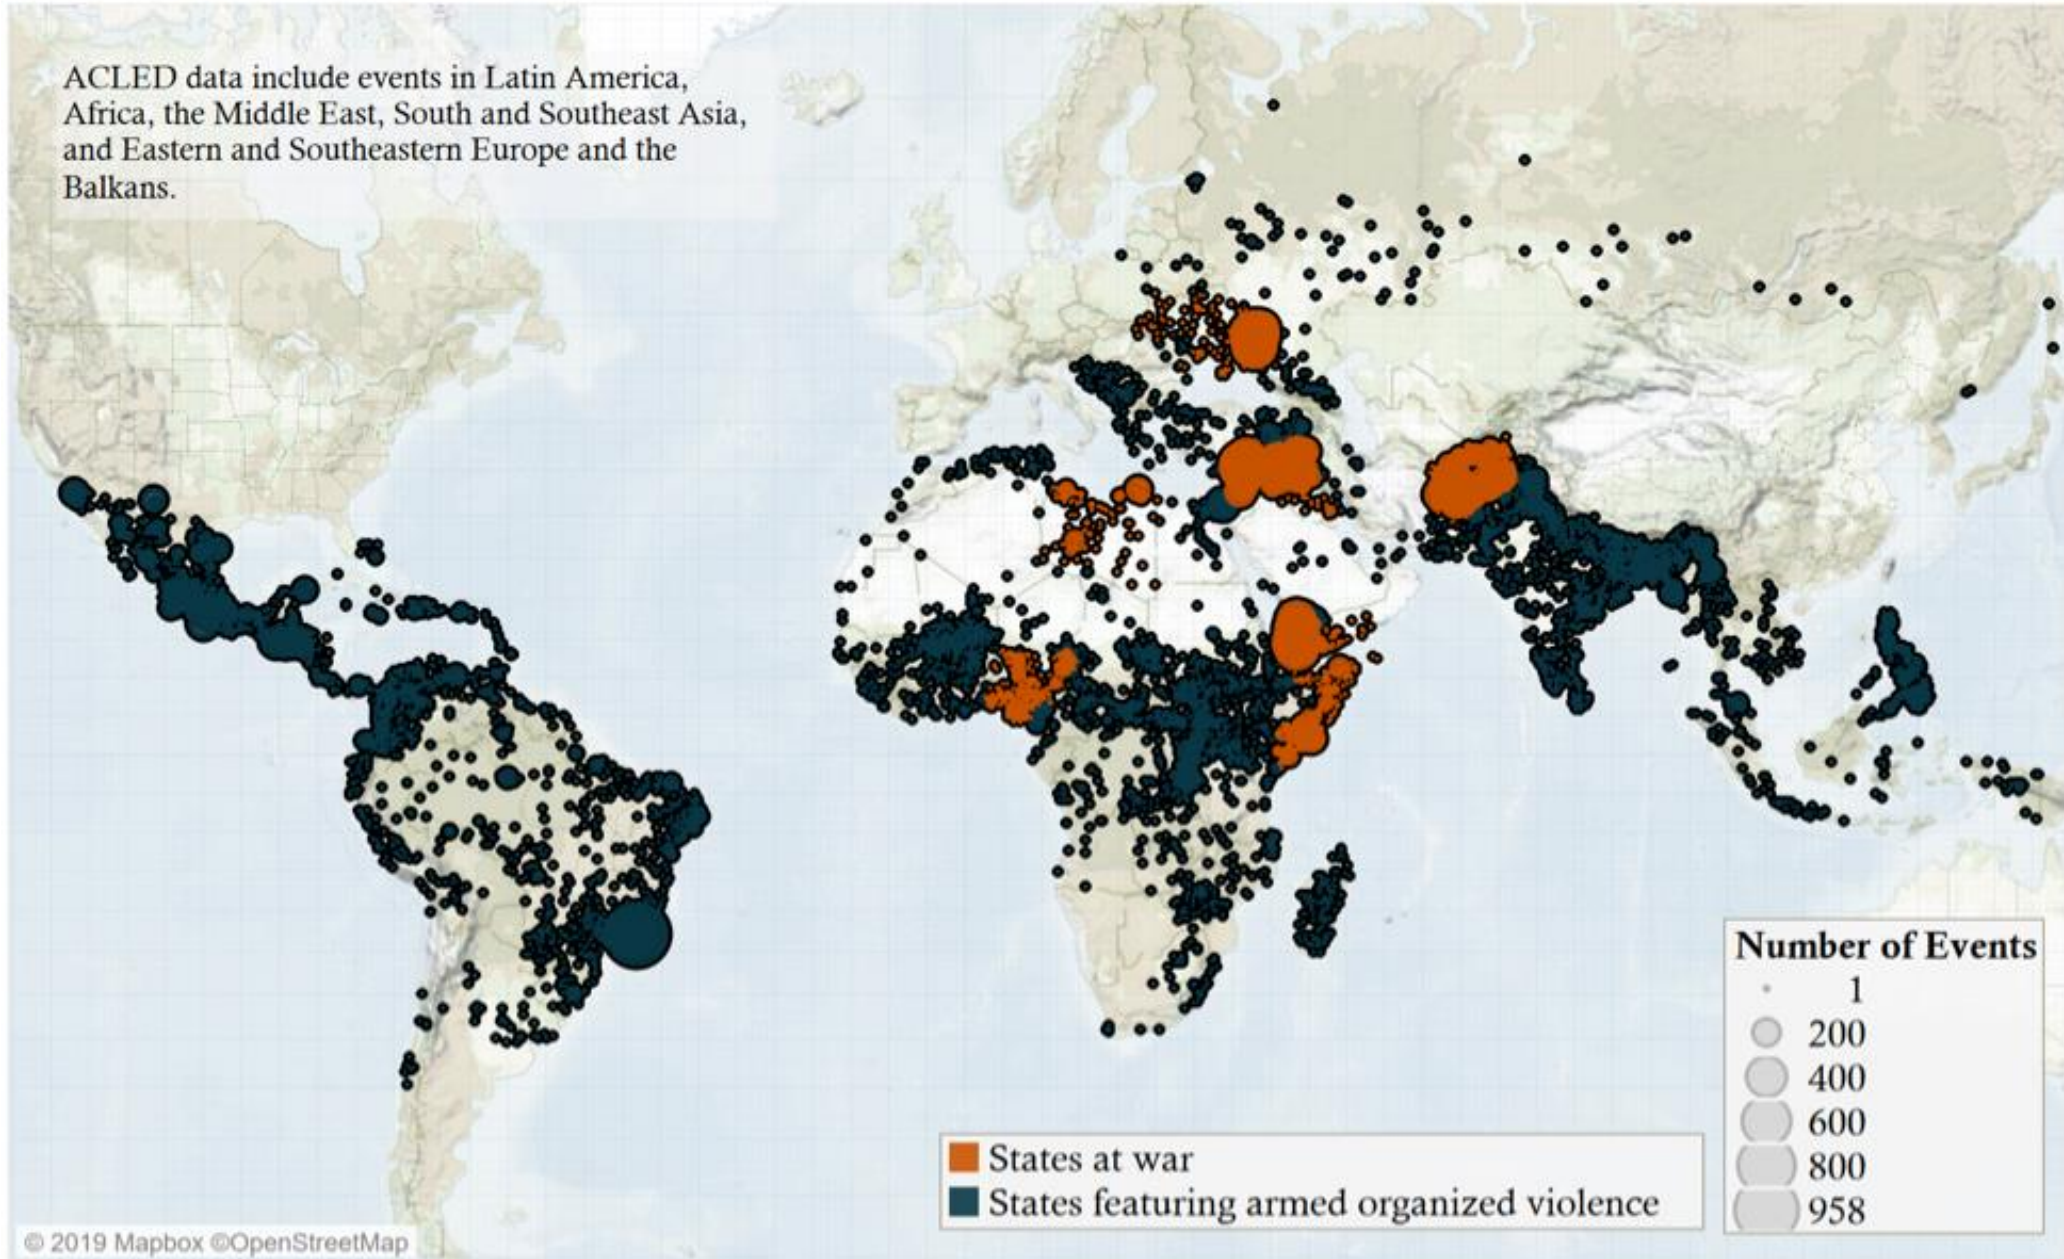 ACLED data include events in Latin America,
Africa, the Middle East, South and Southeast Asia,
and Eastern and Southeastern Europe and the
Balkans.
Number of Events
1
200
400
600
800
958
States at war
States featuring armed organized violence
© 2019 Mapbox ©OpenStreetMap